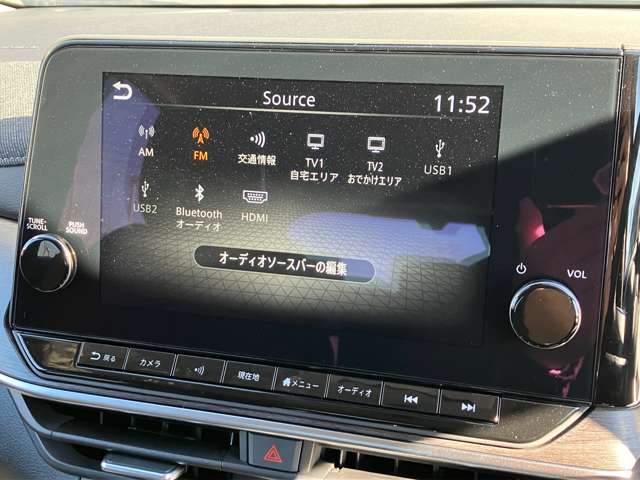 Source
11:52
AM
FM
交通情報
TV1
自宅エリア
TV2
おでかけエリア
USB1
USB2
Bluetooth
オーディオ
HDMI
オーディオソースバーの編集
TUNE-
SCROLL
PUSH
SOUND
VOL
戻る
カメラ
現在地
メニュー
オーディオ